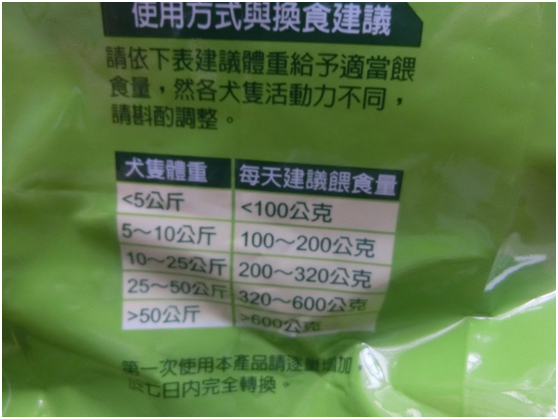 使用方式與換食建議
請依下表建議體重給予適當餵
食量，然各犬隻活動力不同，
請斟酌調整。
犬隻體重 每天建議餵食量
<5公斤 <100公克
5～10公斤 100～200公克
10～25公斤 200～320公克
25～50公斤 320～600公克
>50公斤 >600公克
第一次使用本產品請逐量增加，
於七日內完全轉換。